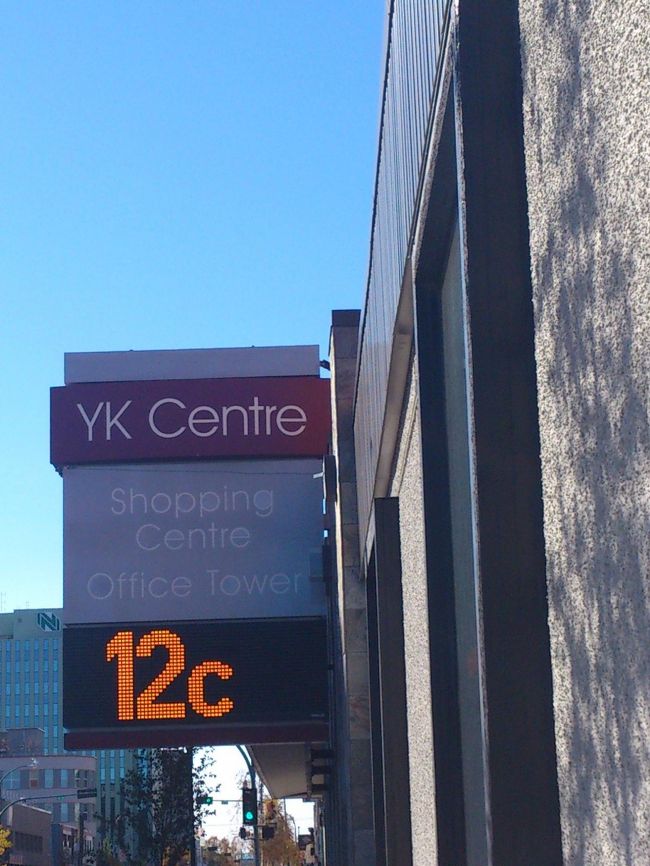 YK Centre
Shopping
Centre
Office Tower
12c